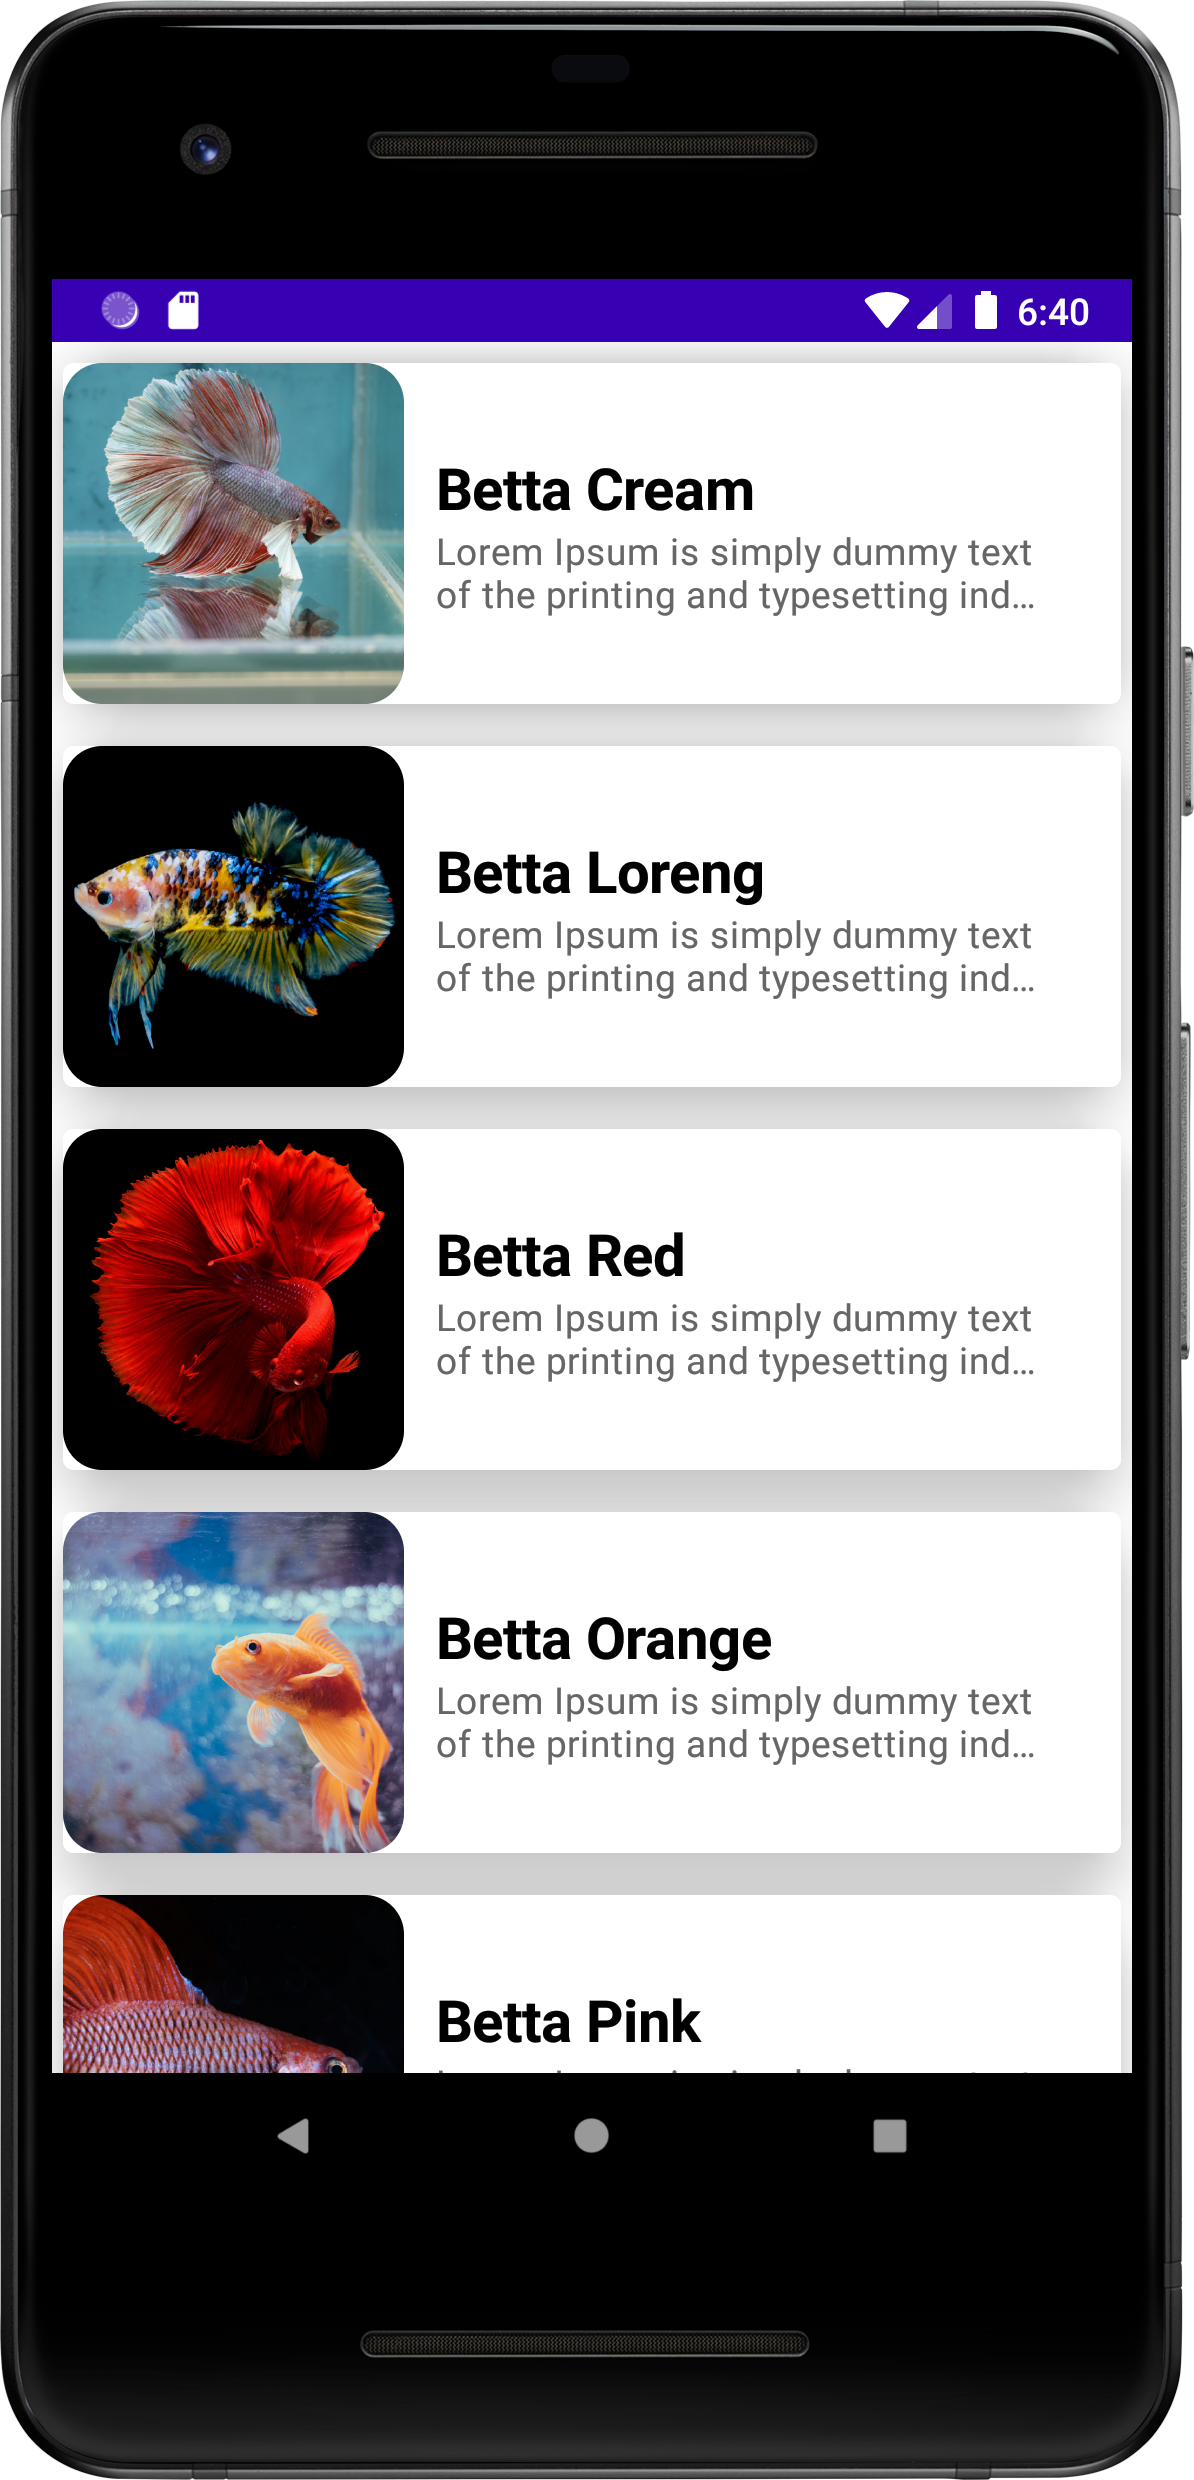 6:40
Betta Cream
Lorem Ipsum is simply dummy text
of the printing and typesetting ind...
Betta Loreng
Lorem Ipsum is simply dummy text
of the printing and typesetting ind...
Betta Red
Lorem Ipsum is simply dummy text
of the printing and typesetting ind...
Betta Orange
Lorem Ipsum is simply dummy text
of the printing and typesetting ind...
Betta Pink